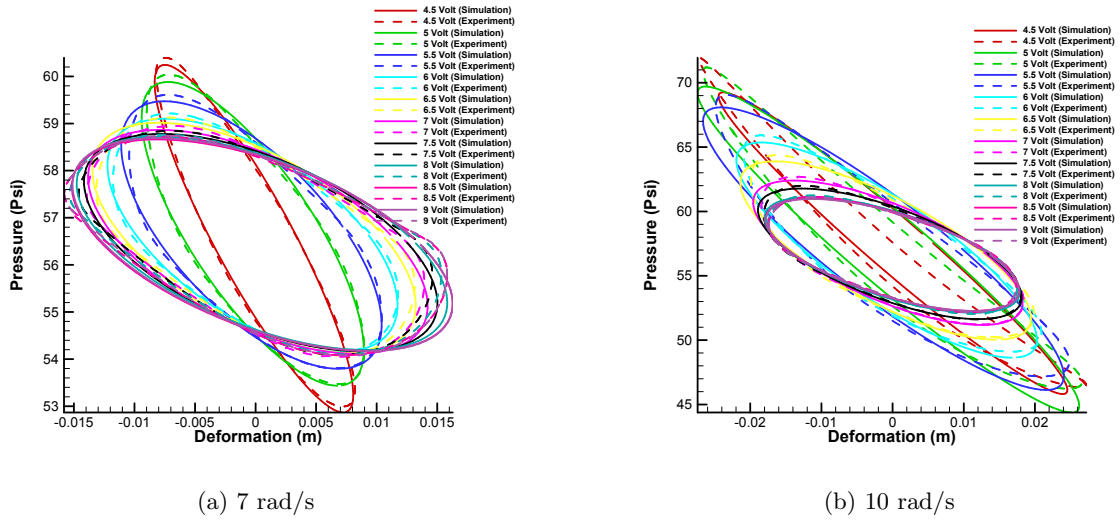 4.5 Volt (Simulation)
4.5 Volt (Experiment)
5 Volt (Simulation)
5 Volt (Experiment)
5.5 Volt (Simulation)
5.5 Volt (Experiment)
6 Volt (Simulation)
6 Volt (Experiment)
6.5 Volt (Simulation)
6.5 Volt (Experiment)
7 Volt (Simulation)
7 Volt (Experiment)
7.5 Volt (Simulation)
7.5 Volt (Experiment)
8 Volt (Simulation)
8 Volt (Experiment)
8.5 Volt (Simulation)
8.5 Volt (Experiment)
9 Volt (Simulation)
9 Volt (Experiment)
Pressure (Psi)
60
59
58
57
56
55
54
53
-0.015 -0.01 -0.005 0 0.005 0.01 0.015
Deformation (m)
(a) 7 rad/s
4.5 Volt (Simulation)
4.5 Volt (Experiment)
5 Volt (Simulation)
5 Volt (Experiment)
5.5 Volt (Simulation)
5.5 Volt (Experiment)
6 Volt (Simulation)
6 Volt (Experiment)
6.5 Volt (Simulation)
6.5 Volt (Experiment)
7 Volt (Simulation)
7 Volt (Experiment)
7.5 Volt (Simulation)
7.5 Volt (Experiment)
8 Volt (Simulation)
8 Volt (Experiment)
8.5 Volt (Simulation)
8.5 Volt (Experiment)
9 Volt (Simulation)
9 Volt (Experiment)
Pressure (Psi)
70
65
60
55
50
45
-0.02 -0.01 0 0.01 0.02
Deformation (m)
(b) 10 rad/s